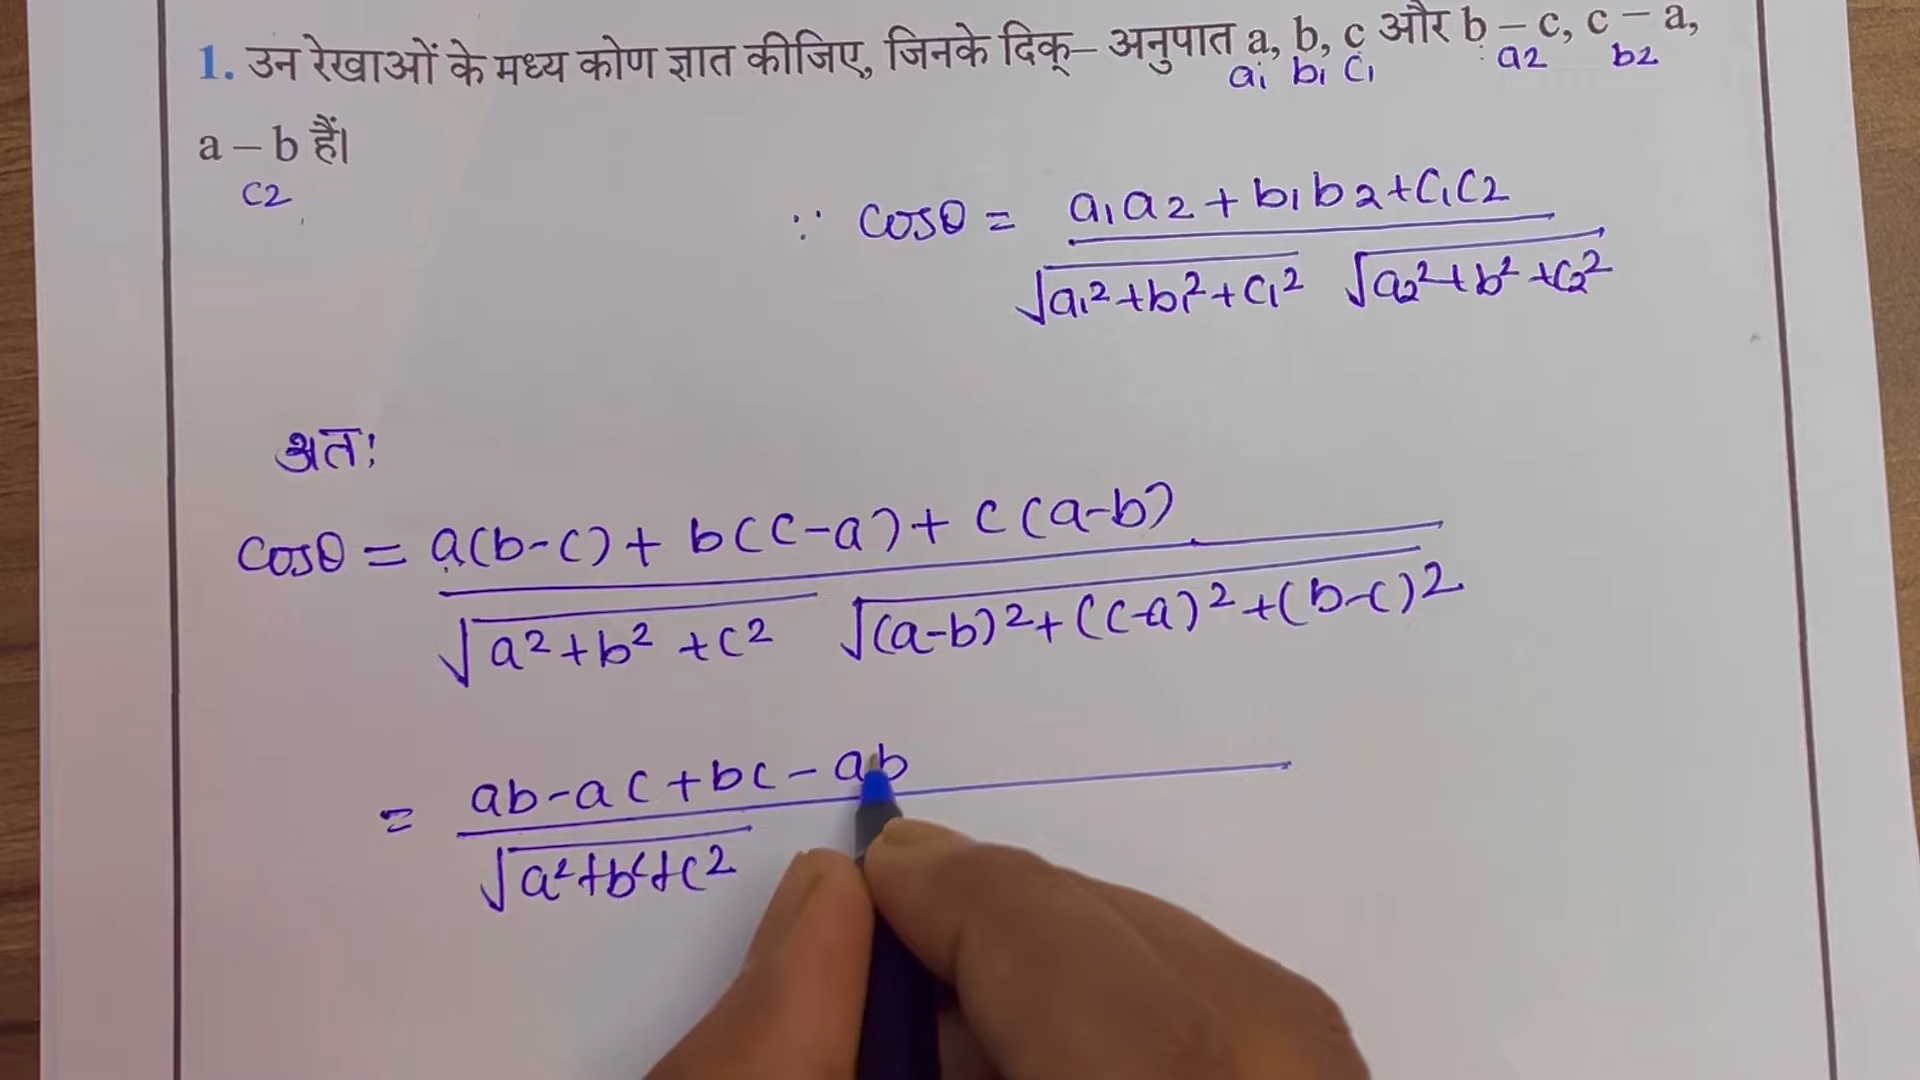 1. उन रेखाओं के मध्य कोण ज्ञात कीजिए, जिनके दिक्– अनुपात a, b, c और b – c, c – a,
a₁ b₁ c₁ a2 b2
a – b हैं।
c2
∵ cosθ = a₁a2 + b₁b2 + c₁c2
√a₁² + b₁² + c₁² √a2² + b² + c2²
अतः
cosθ = a(b-c) + b(c-a) + c(a-b)
√a² + b² + c² √(a-b)² + (c-a)² + (b-c)²
= ab - ac + bc - ab
√a² + b² + c²